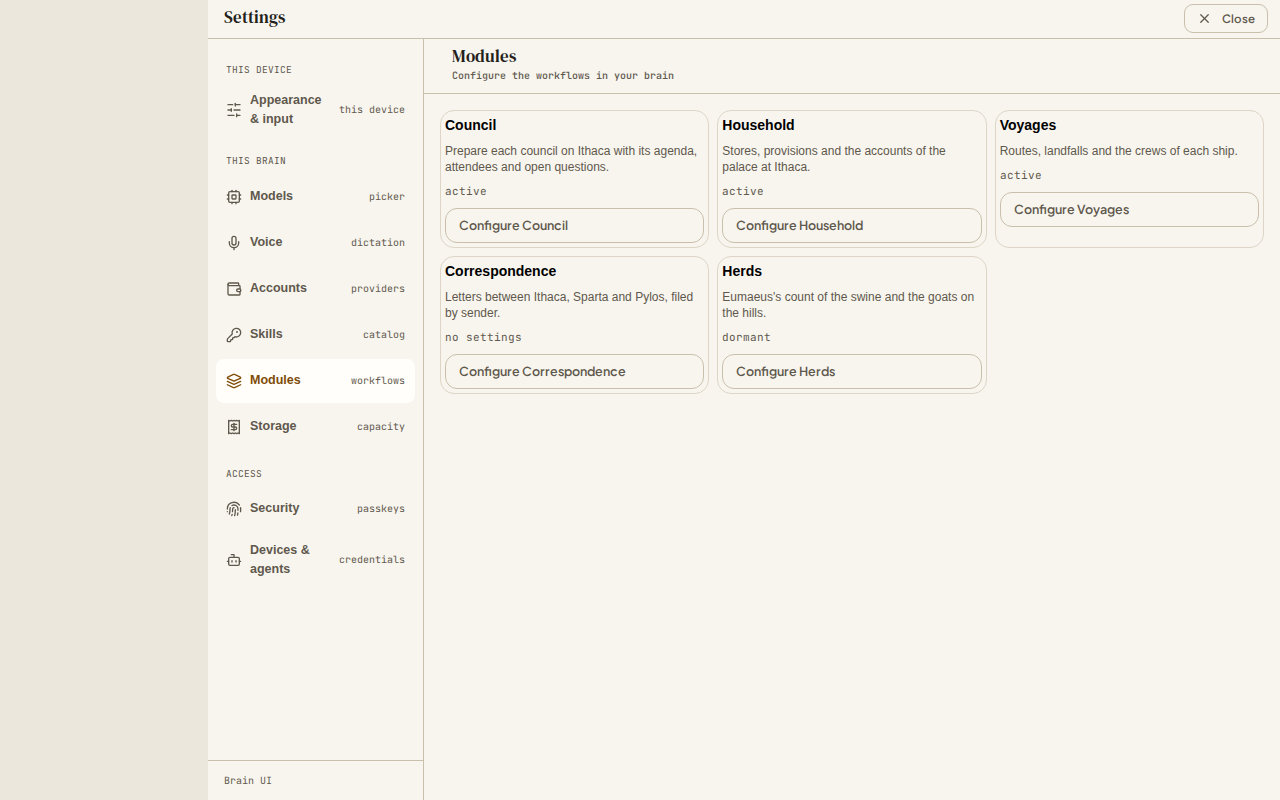 Settings
Close
THIS DEVICE
Appearance
& input
this device
THIS BRAIN
Models
picker
Voice
dictation
Accounts
providers
Skills
catalog
Modules
workflows
Storage
capacity
ACCESS
Security
passkeys
Devices &
agents
credentials
Brain UI
Modules
Configure the workflows in your brain
Council
Prepare each council on Ithaca with its agenda,
attendees and open questions.
active
Configure Council
Household
Stores, provisions and the accounts of the
palace at Ithaca.
active
Configure Household
Voyages
Routes, landfalls and the crews of each ship.
active
Configure Voyages
Correspondence
Letters between Ithaca, Sparta and Pylos, filed
by sender.
no settings
Configure Correspondence
Herds
Eumaeus's count of the swine and the goats on
the hills.
dormant
Configure Herds